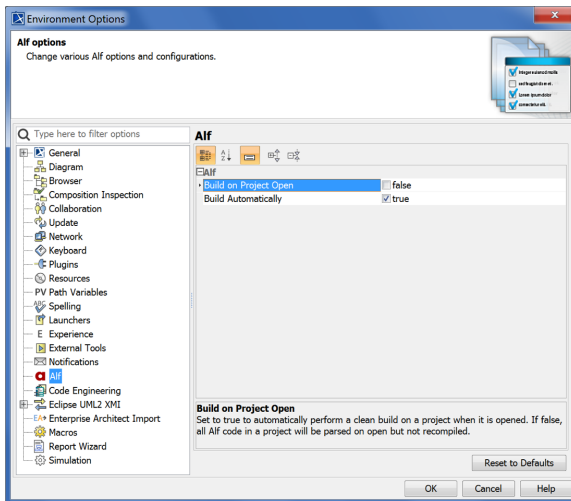 Environment Options
Alf options
Change various Alf options and configurations.
Type here to filter options
General
Diagram
Browser
Composition Inspection
Collaboration
Update
Network
Keyboard
Plugins
Resources
PV Path Variables
ABC Spelling
Launchers
E Experience
External Tools
Notifications
Alf
Code Engineering
Eclipse UML2 XMI
EA Enterprise Architect Import
Macros
Report Wizard
Simulation
Alf
Alf
Build on Project Open false
Build Automatically true
Build on Project Open
Set to true to automatically perform a clean build on a project when it is opened. If false,
all Alf code in a project will be parsed on open but not recompiled.
Reset to Defaults
OK Cancel Help